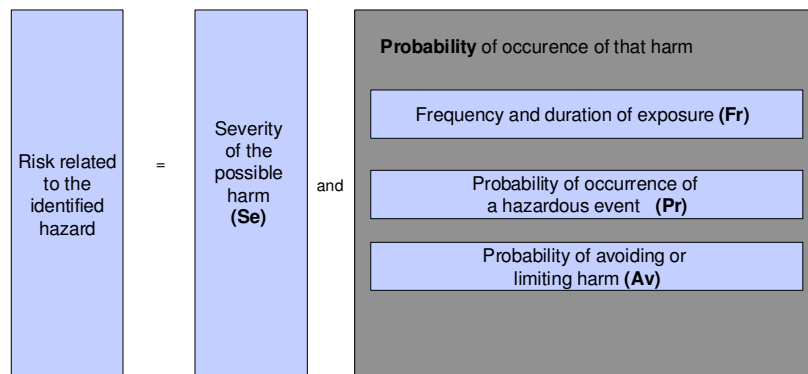 Risk related
to the
identified
hazard
=
Severity
of the
possible
harm
(Se)
and
Probability of occurence of that harm
Frequency and duration of exposure (Fr)
Probability of occurrence of
a hazardous event (Pr)
Probability of avoiding or
limiting harm (Av)